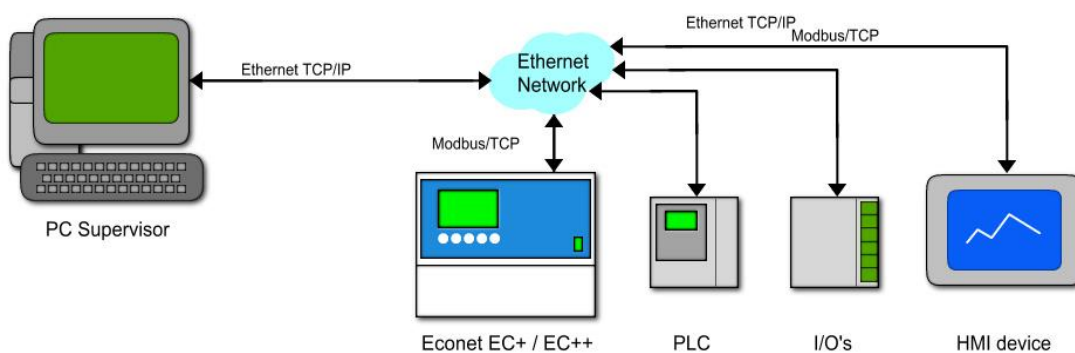 Ethernet TCP/IP
Modbus/TCP
Ethernet TCP/IP
Ethernet
Network
Modbus/TCP
PC Supervisor
Econet EC+ / EC++
PLC
I/O's
HMI device